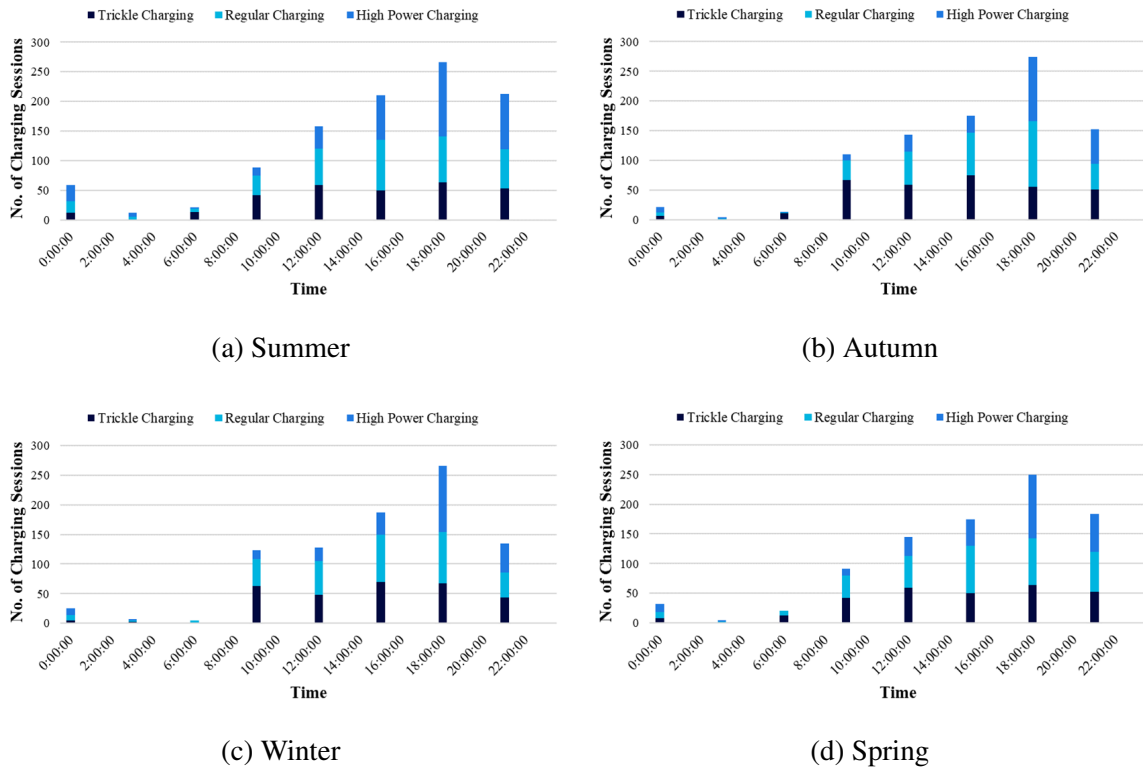 Trickle Charging Regular Charging High Power Charging
No. of Charging Sessions
300
250
200
150
100
50
0
0:00:00 2:00:00 4:00:00 6:00:00 8:00:00 10:00:00 12:00:00 14:00:00 16:00:00 18:00:00 20:00:00 22:00:00
Time
(a) Summer
Trickle Charging Regular Charging High Power Charging
No. of Charging Sessions
300
250
200
150
100
50
0
0:00:00 2:00:00 4:00:00 6:00:00 8:00:00 10:00:00 12:00:00 14:00:00 16:00:00 18:00:00 20:00:00 22:00:00
Time
(b) Autumn
Trickle Charging Regular Charging High Power Charging
No. of Charging Sessions
300
250
200
150
100
50
0
0:00:00 2:00:00 4:00:00 6:00:00 8:00:00 10:00:00 12:00:00 14:00:00 16:00:00 18:00:00 20:00:00 22:00:00
Time
(c) Winter
Trickle Charging Regular Charging High Power Charging
No. of Charging Sessions
300
250
200
150
100
50
0
0:00:00 2:00:00 4:00:00 6:00:00 8:00:00 10:00:00 12:00:00 14:00:00 16:00:00 18:00:00 20:00:00 22:00:00
Time
(d) Spring